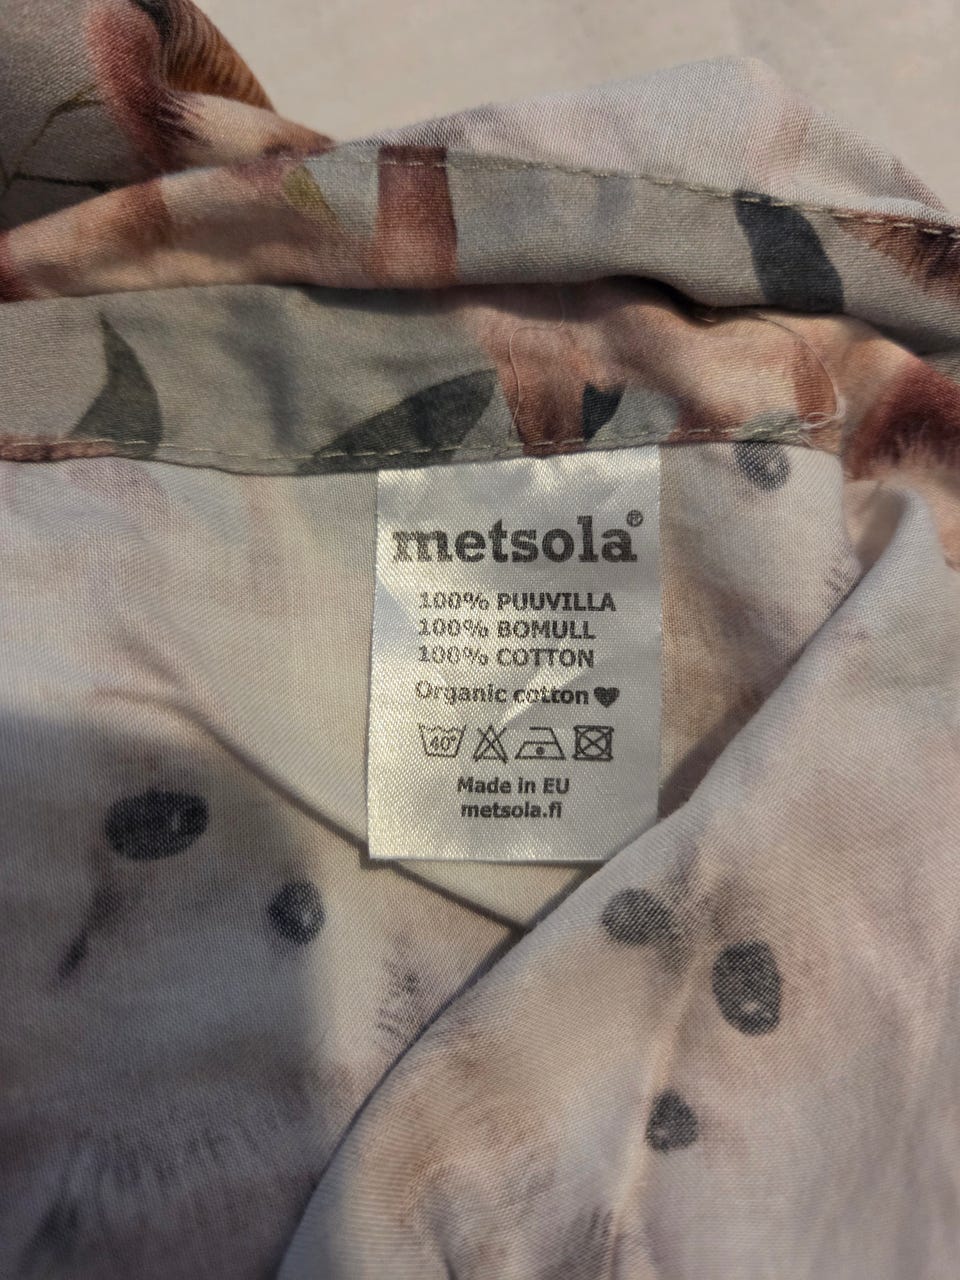 metsola®
100% PUUVILLA
100% BOMULL
100% COTTON
Organic cotton♥
40°
Made in EU
metsola.fi